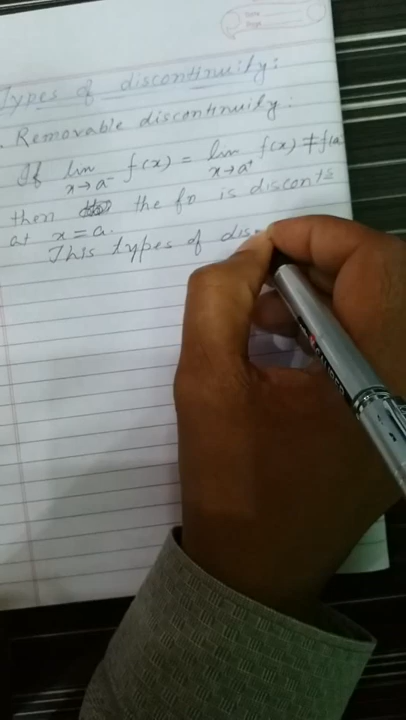 Types of discontinuity:
. Removable discontinuity:
If lim x→a⁻ f(x) = lim x→a⁺ f(x) ≠ f(a
then the fn is disconts
at x = a.
This types of dis